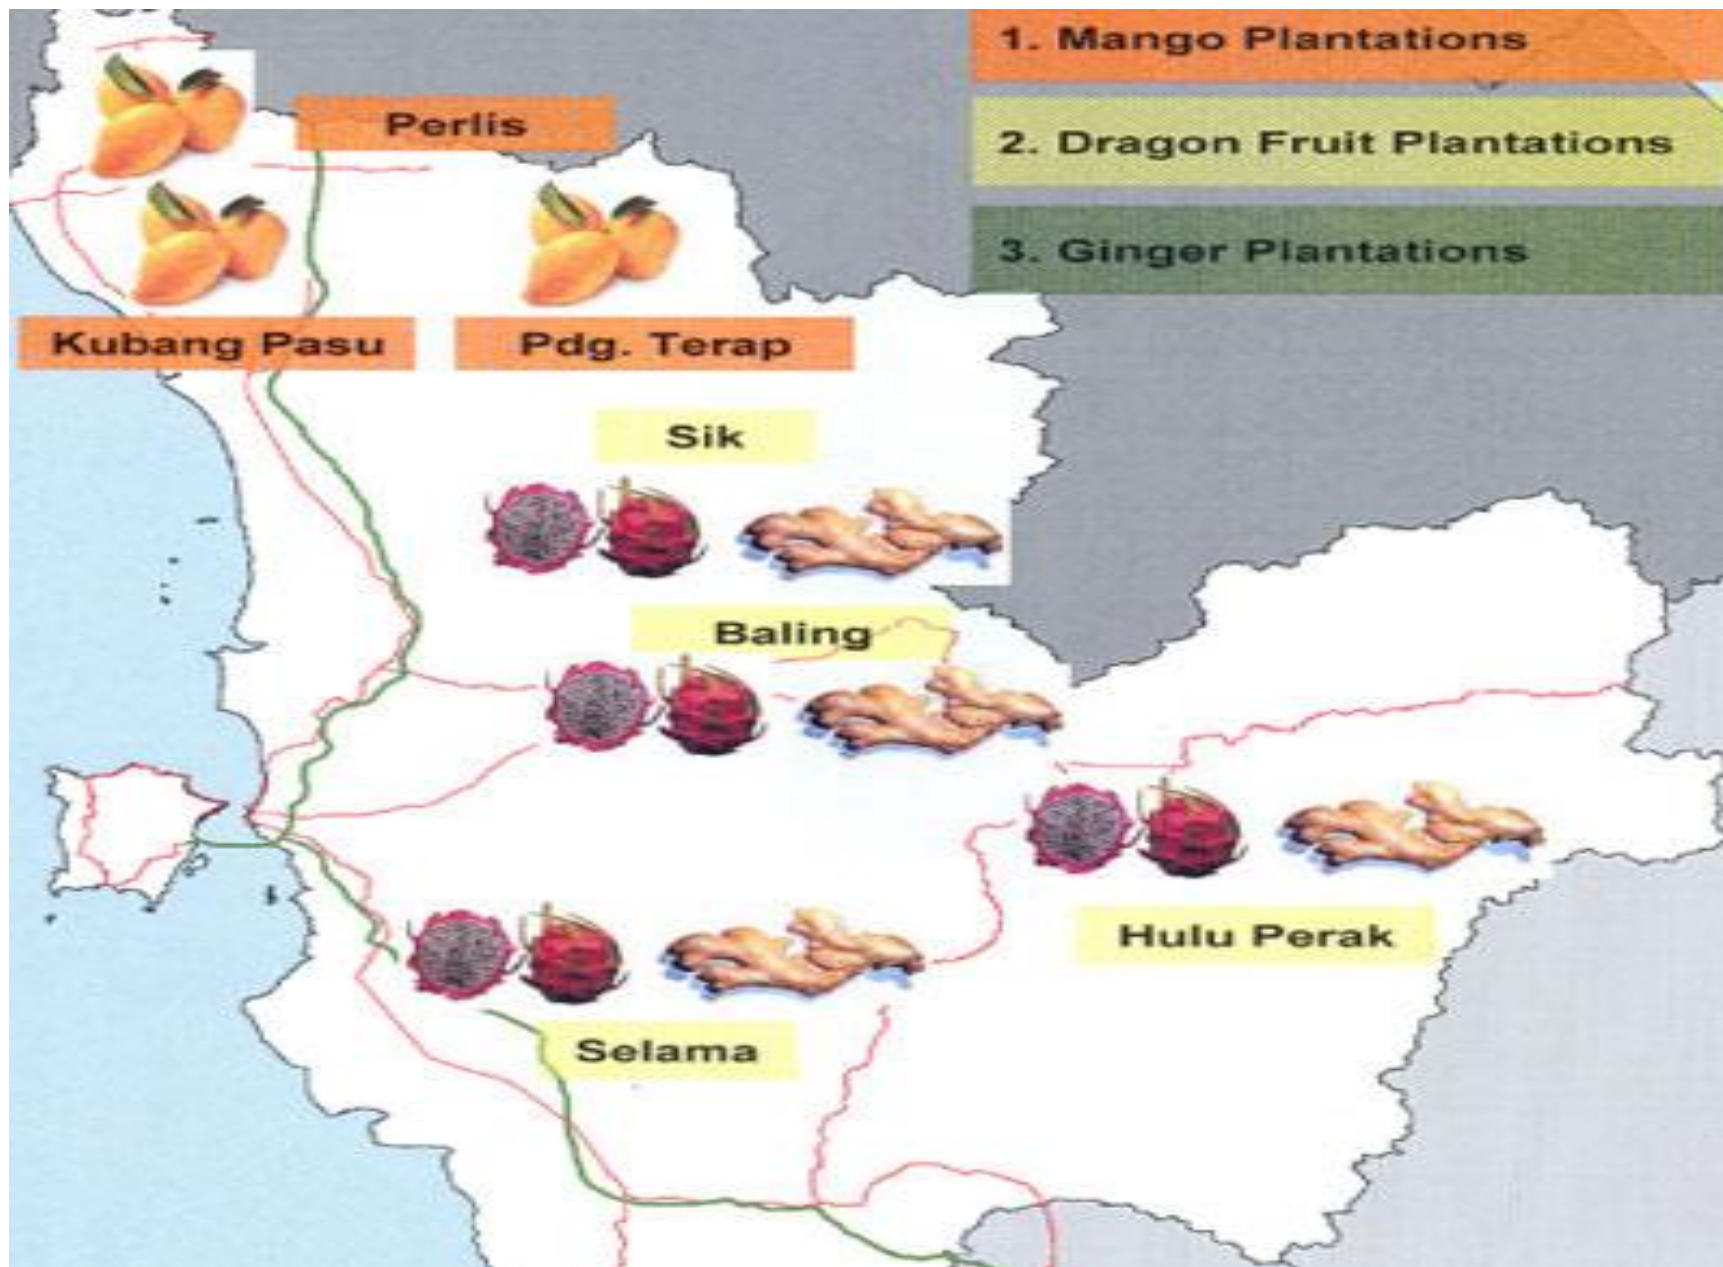 1. Mango Plantations
Perlis
2. Dragon Fruit Plantations
3. Ginger Plantations
Kubang Pasu
Pdg. Terap
Sik
Baling
Hulu Perak
Selama